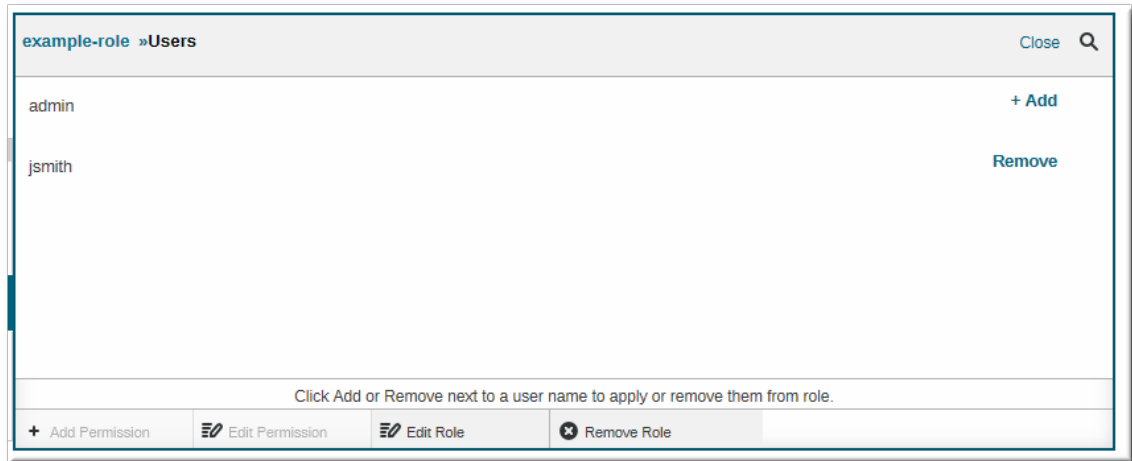 example-role »Users
Close
admin
+ Add
jsmith
Remove
Click Add or Remove next to a user name to apply or remove them from role.
+ Add Permission
Edit Permission
Edit Role
Remove Role